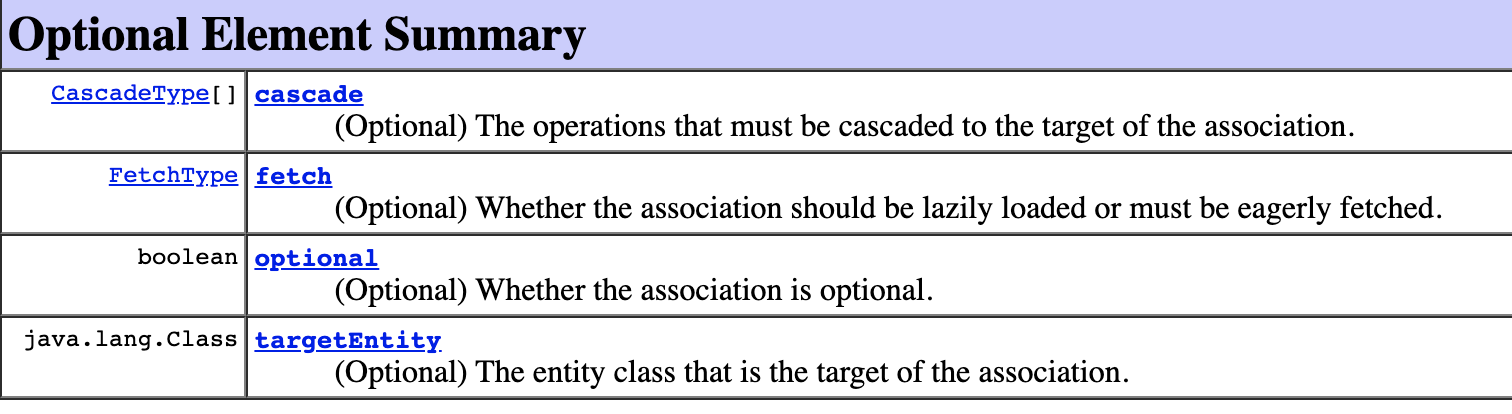 Optional Element Summary
CascadeType[] cascade
(Optional) The operations that must be cascaded to the target of the association.
FetchType fetch
(Optional) Whether the association should be lazily loaded or must be eagerly fetched.
boolean optional
(Optional) Whether the association is optional.
java.lang.Class targetEntity
(Optional) The entity class that is the target of the association.